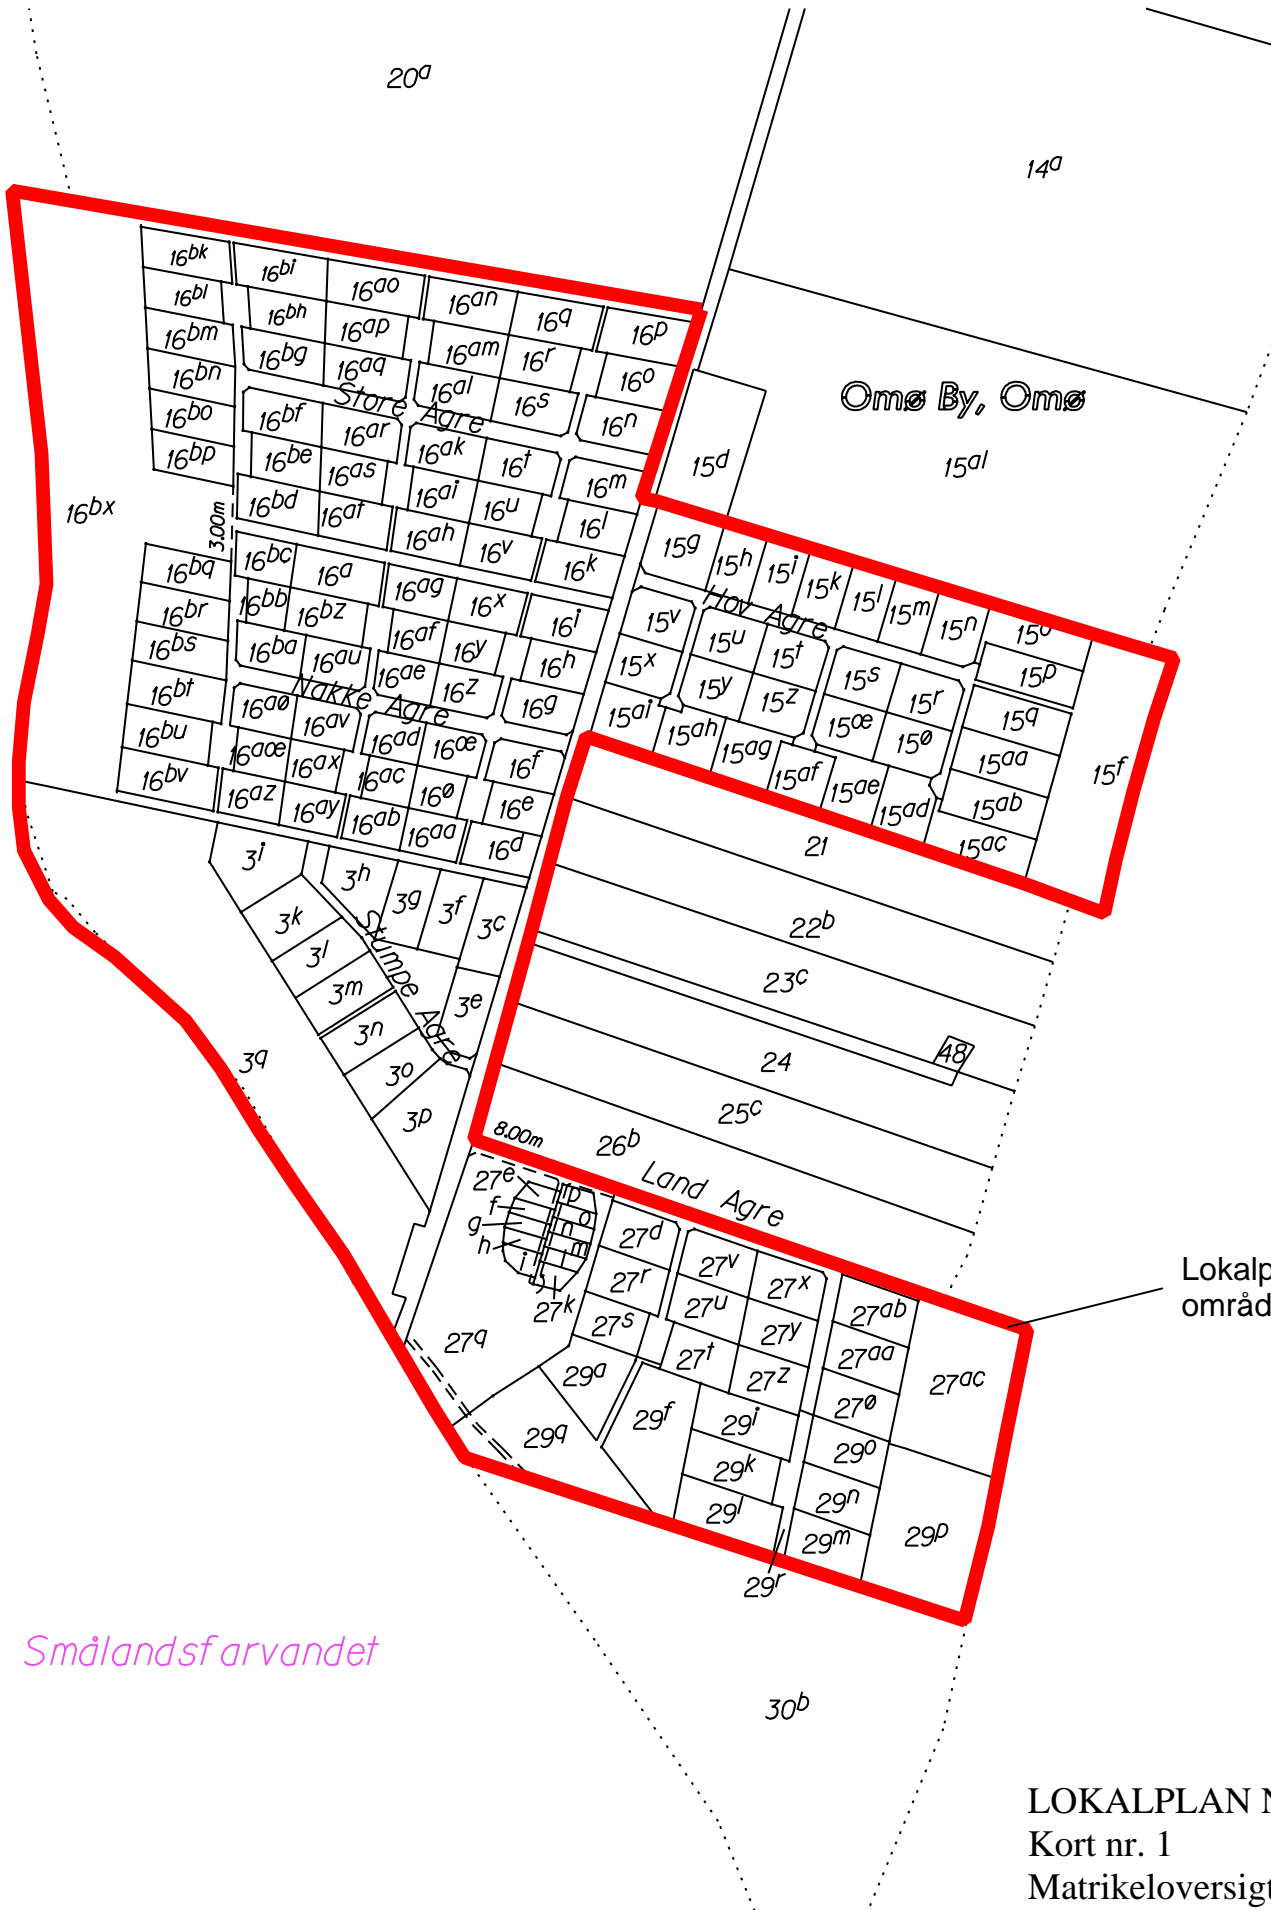 20a
14a
16bk
16bi
16ao
16an
16q
16p
16bl
16bh
16ap
16am
16r
16o
16bm
16bg
16aq
16al
16s
16n
16bn
Store Agre
Omø By, Omø
16bo
16bf
16ar
16ak
16t
16m
15d
15al
16bp
16be
16as
16ai
16u
16l
16bx
3.00m
16bd
16at
16ah
16v
16k
15g
15h
15i
15k
15l
15m
15n
15o
16bq
16bc
16a
16ag
16x
16i
Hov Agre
16br
16bb
16bz
16af
16y
16h
15v
15u
15t
15p
16bs
16ba
16au
16ae
16z
16g
15x
15y
15z
15s
15r
15q
16bt
Nakke Agre
16aø
16av
16ad
16æ
16f
15ai
15ah
15ag
15æ
15ø
15aa
15f
16bu
16aæ
16ax
16ac
16ø
16e
15af
15ae
15ad
15ab
16bv
16az
16ay
16ab
16aa
16d
15ac
21
3i
3h
3g
3f
3c
22b
3k
Stumpe Agre
3l
23c
3m
3e
3n
48
3q
3o
24
3p
25c
8.00m
26b
Land Agre
27e
f
g
h
i
r
p
o
n
m
l
27d
27v
27x
27k
27r
27u
27y
27ab
Lokalp
områd
27q
27s
27t
27z
27aa
27ac
29a
29f
29i
27ø
29q
29k
29o
29l
29n
29m
29p
29r
Smålandsfarvandet
30b
LOKALPLAN N
Kort nr. 1
Matrikeloversigt